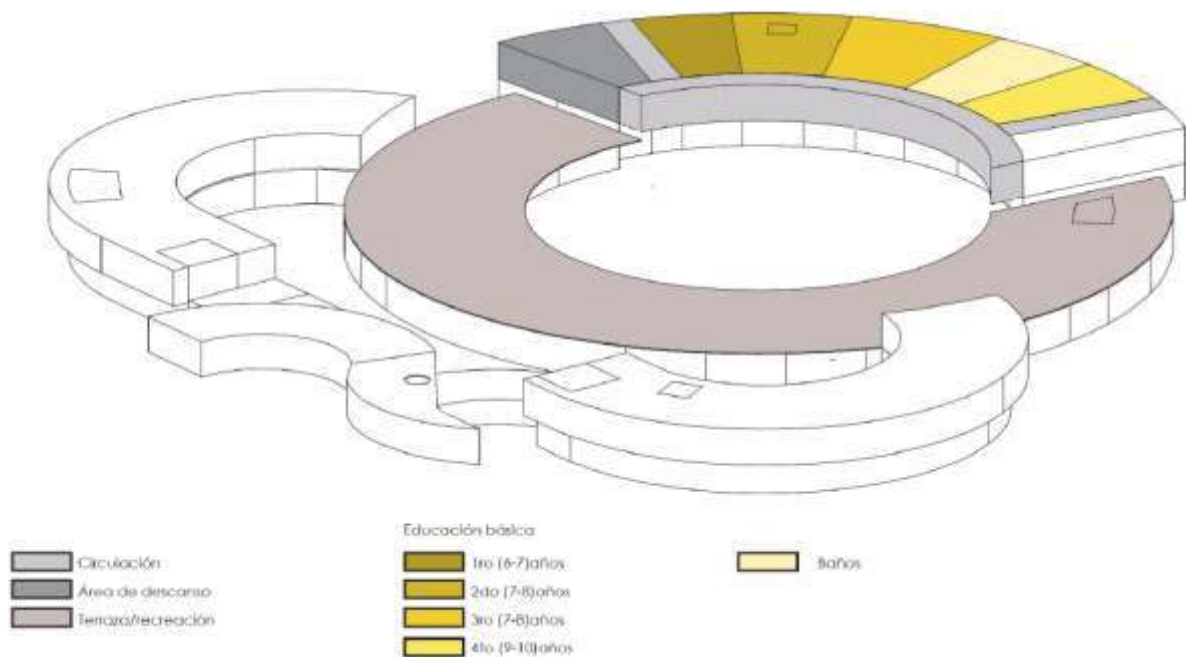 Circulación
Área de descanso
Terraza/recreación
Educación básica
1ro (6-7)años
2do (7-8)años
3ro (7-8)años
4to (9-10)años
Baños